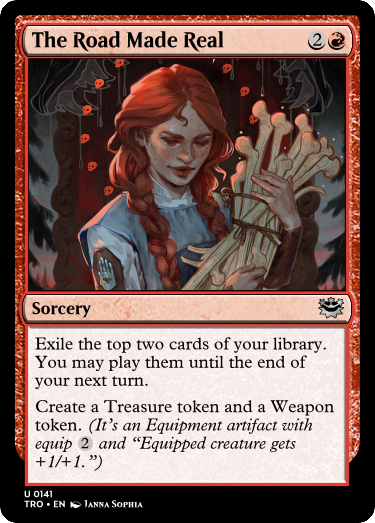 The Road Made Real 2
Sorcery
Exile the top two cards of your library.
You may play them until the end of
your next turn.
Create a Treasure token and a Weapon
token. (It's an Equipment artifact with
equip 2 and “Equipped creature gets
+1/+1.”)
U 0141
TRO • EN Janna Sophia